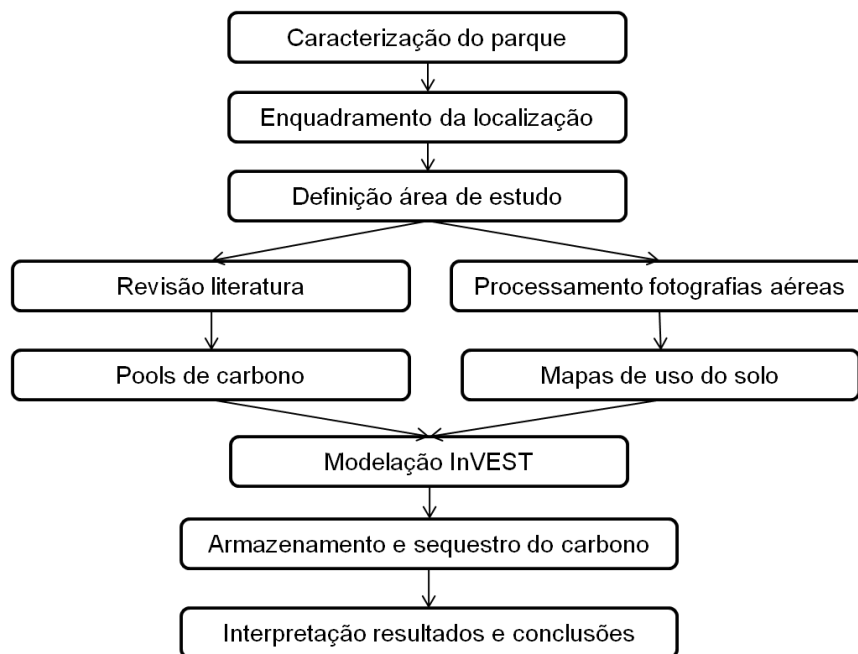 Caracterização do parque
Enquadramento da localização
Definição área de estudo
Revisão literatura
Processamento fotografias aéreas
Pools de carbono
Mapas de uso do solo
Modelação InVEST
Armazenamento e sequestro do carbono
Interpretação resultados e conclusões